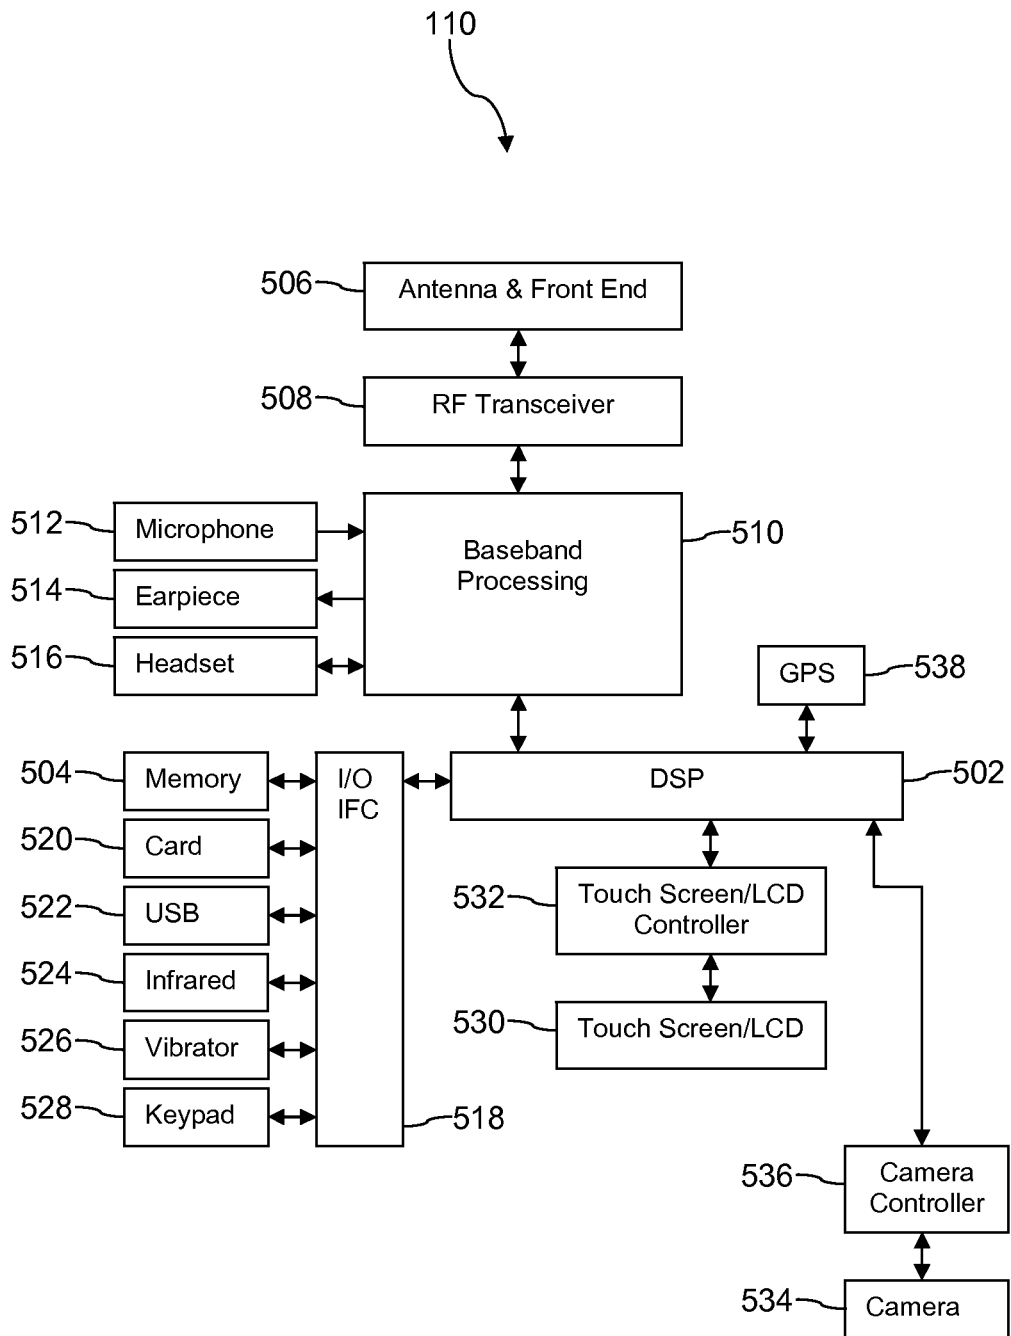 110
506
Antenna & Front End
508
RF Transceiver
512
Microphone
510
Baseband
Processing
514
Earpiece
516
Headset
GPS
538
504
Memory
I/O
IFC
DSP
502
520
Card
532
Touch Screen/LCD
Controller
522
USB
524
Infrared
530
Touch Screen/LCD
526
Vibrator
528
Keypad
518
536
Camera
Controller
534
Camera